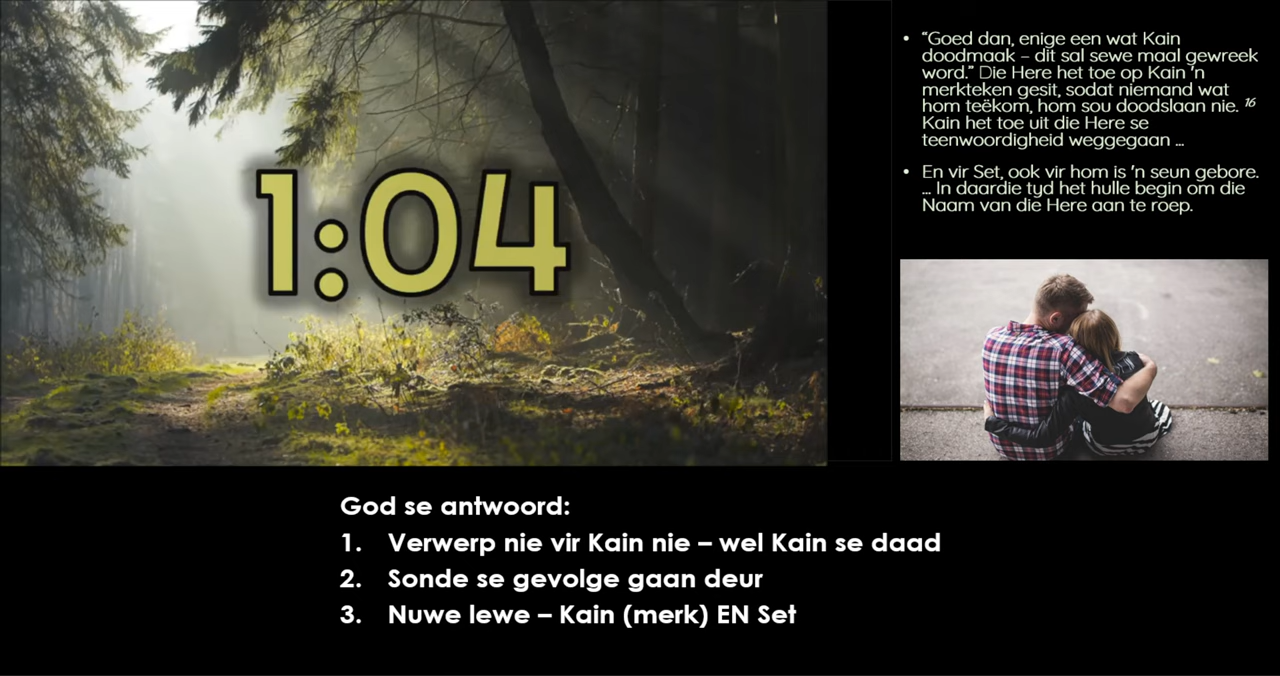 1:04
• “Goed dan, enige een wat Kain
doodmaak – dit sal sewe maal gewreek
word.” Die Here het toe op Kain 'n
merkteken gesit, sodat niemand wat
hom teëkom, hom sou doodslaan nie. 16
Kain het toe uit die Here se
teenwoordigheid weggegaan ...
• En vir Set, ook vir hom is 'n seun gebore.
... In daardie tyd het hulle begin om die
Naam van die Here aan te roep.
God se antwoord:
1. Verwerp nie vir Kain nie – wel Kain se daad
2. Sonde se gevolge gaan deur
3. Nuwe lewe – Kain (merk) EN Set